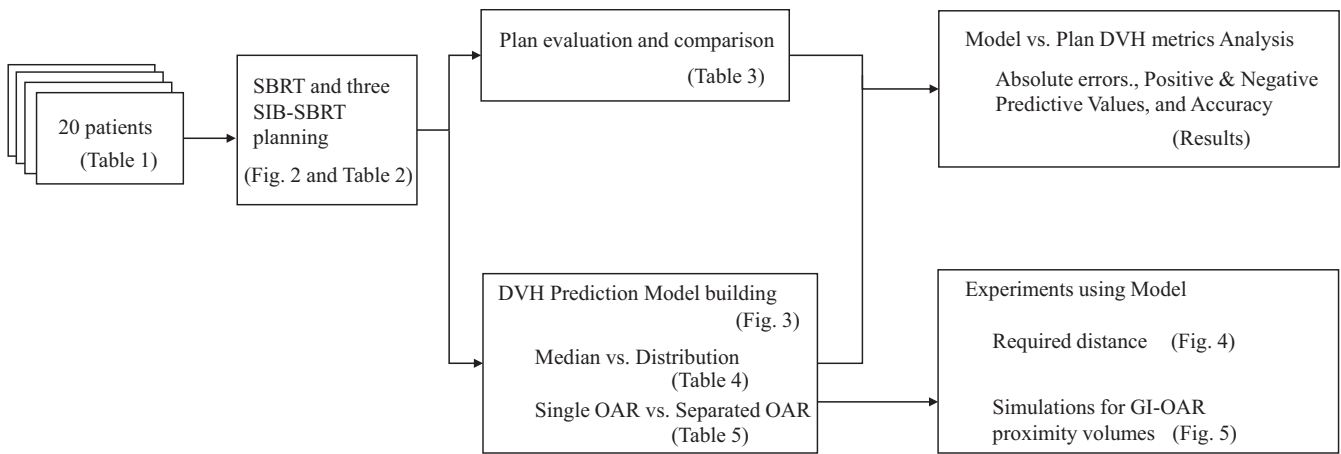 20 patients
(Table 1)
SBRT and three
SIB-SBRT
planning
(Fig. 2 and Table 2)
Plan evaluation and comparison
(Table 3)
DVH Prediction Model building
(Fig. 3)
Median vs. Distribution
(Table 4)
Single OAR vs. Separated OAR
(Table 5)
Model vs. Plan DVH metrics Analysis
Absolute errors., Positive & Negative
Predictive Values, and Accuracy
(Results)
Experiments using Model
Required distance (Fig. 4)
Simulations for GI-OAR
proximity volumes (Fig. 5)